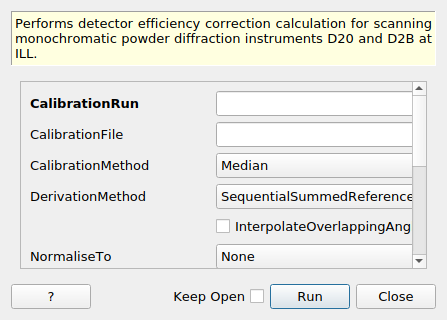 Performs detector efficiency correction calculation for scanning
monochromatic powder diffraction instruments D20 and D2B at
ILL.
CalibrationRun
CalibrationFile
CalibrationMethod Median
DerivationMethod SequentialSummedReference
InterpolateOverlappingAng
NormaliseTo None
? Keep Open Run Close